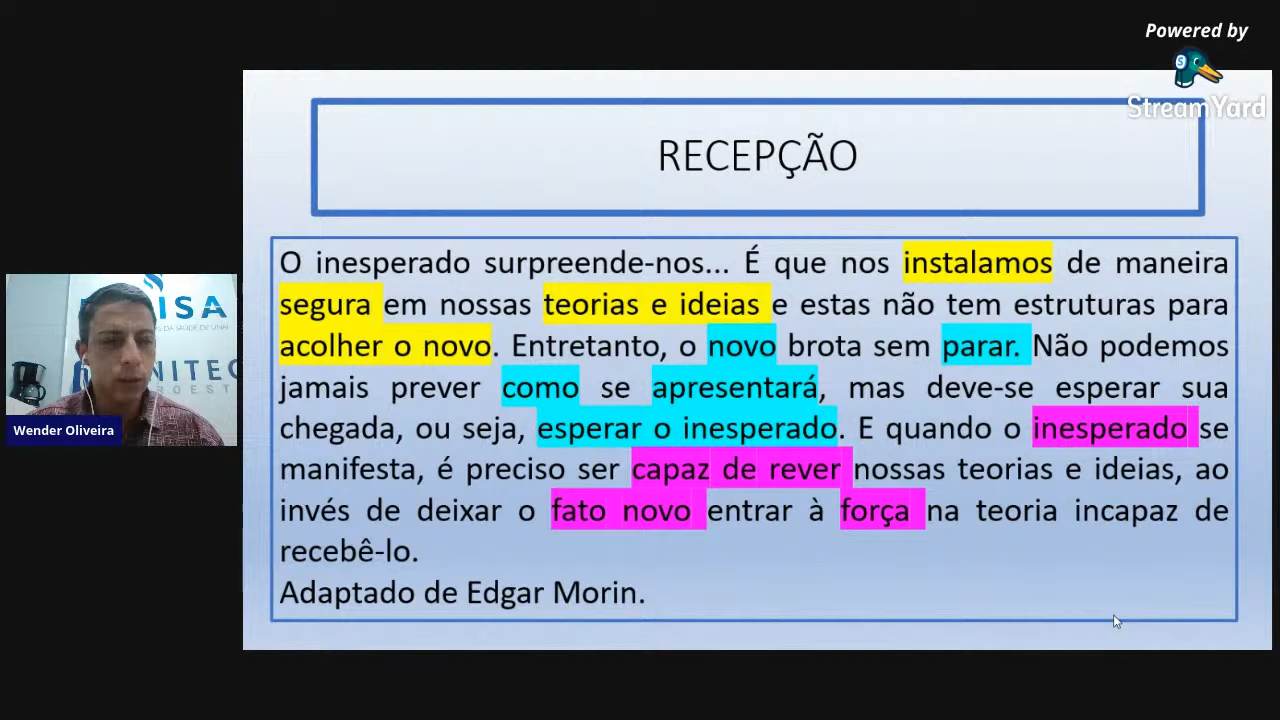 Powered by
StreamYard
RECEPÇÃO
O inesperado surpreende-nos... É que nos instalamos de maneira
segura em nossas teorias e ideias e estas não tem estruturas para
acolher o novo. Entretanto, o novo brota sem parar. Não podemos
jamais prever como se apresentará, mas deve-se esperar sua
chegada, ou seja, esperar o inesperado. E quando o inesperado se
manifesta, é preciso ser capaz de rever nossas teorias e ideias, ao
invés de deixar o fato novo entrar à força na teoria incapaz de
recebê-lo.
Adaptado de Edgar Morin.
Wender Oliveira